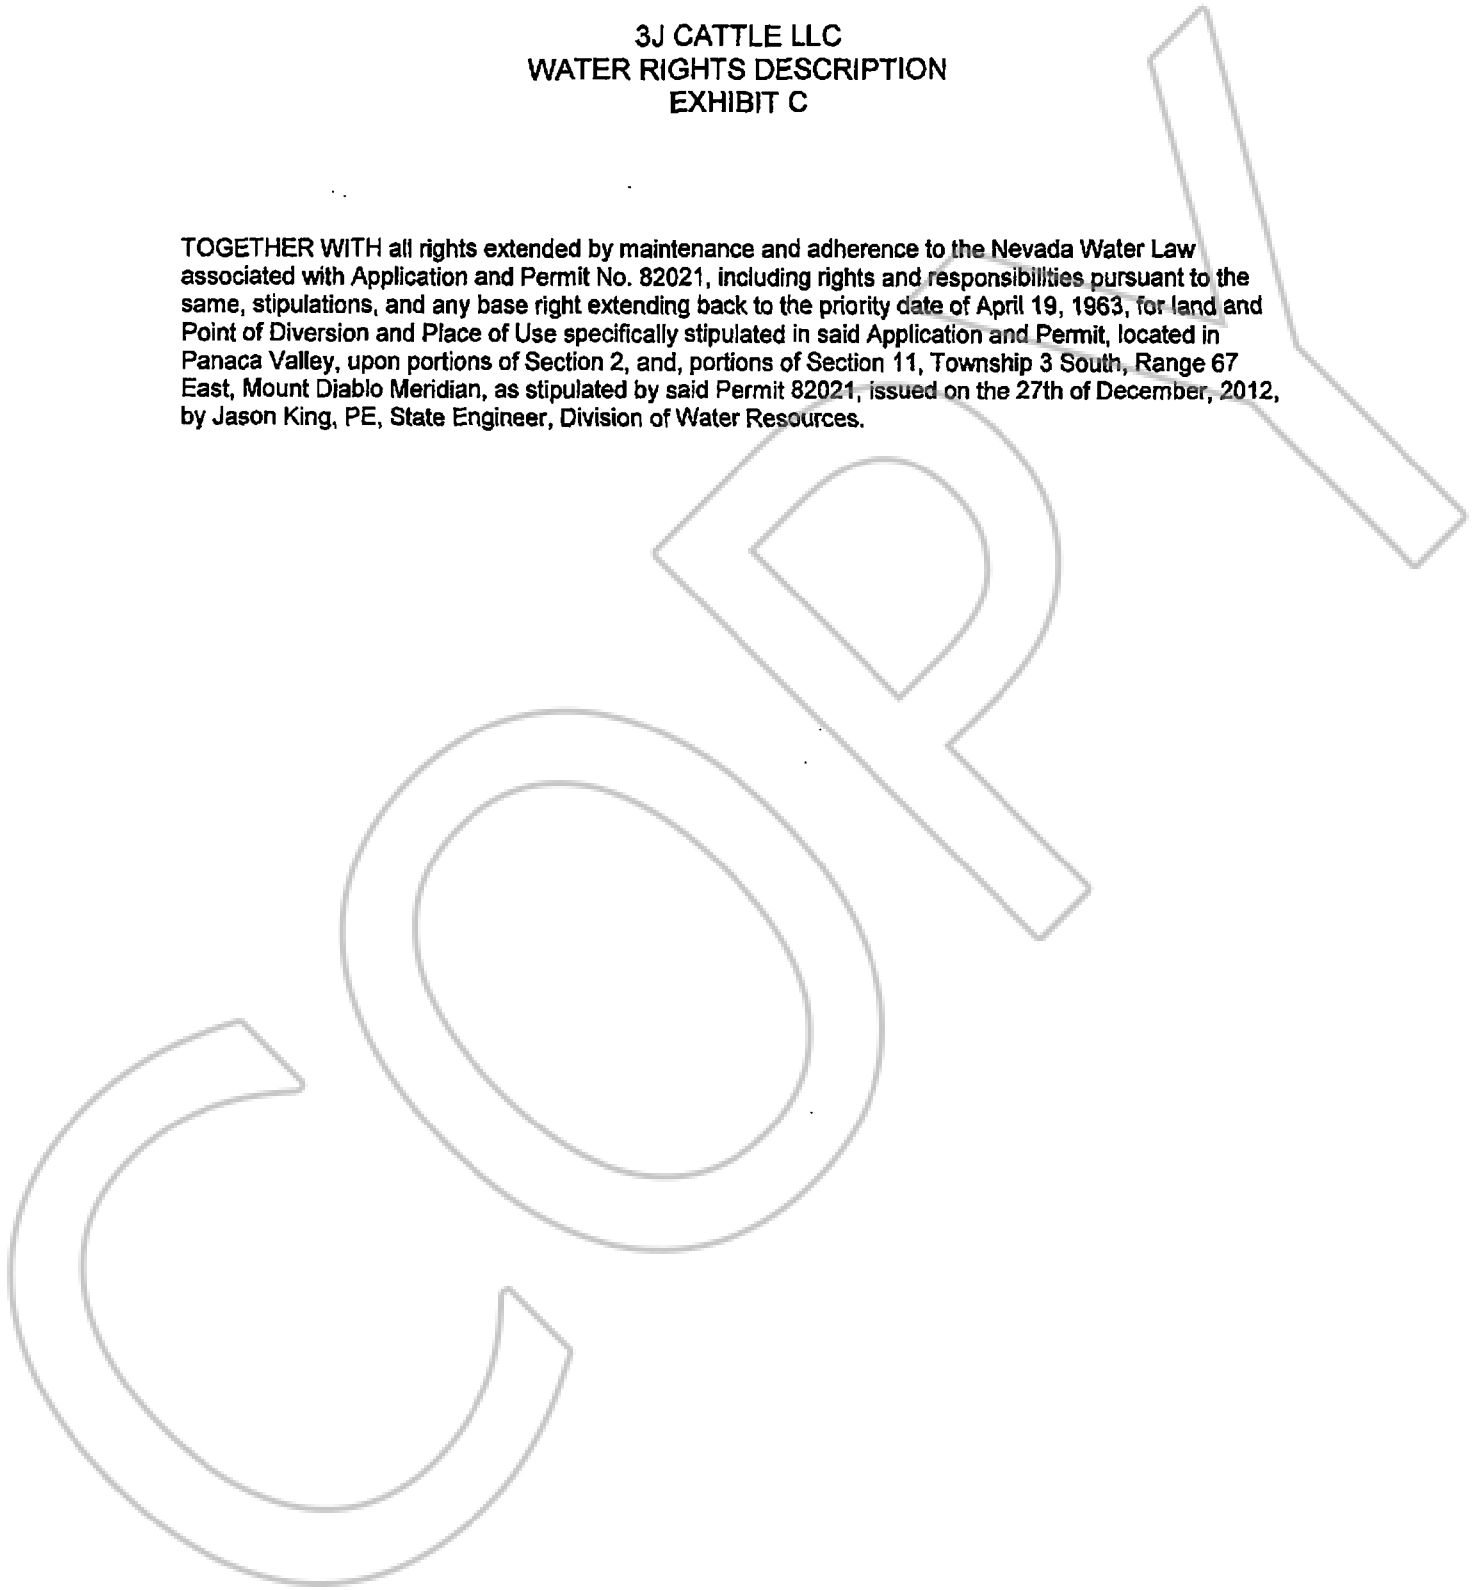 3J CATTLE LLC
WATER RIGHTS DESCRIPTION
EXHIBIT C
TOGETHER WITH all rights extended by maintenance and adherence to the Nevada Water Law
associated with Application and Permit No. 82021, including rights and responsibilities pursuant to the
same, stipulations, and any base right extending back to the priority date of April 19, 1963, for land and
Point of Diversion and Place of Use specifically stipulated in said Application and Permit, located in
Panaca Valley, upon portions of Section 2, and, portions of Section 11, Township 3 South, Range 67
East, Mount Diablo Meridian, as stipulated by said Permit 82021, issued on the 27th of December, 2012,
by Jason King, PE, State Engineer, Division of Water Resources.
COPY